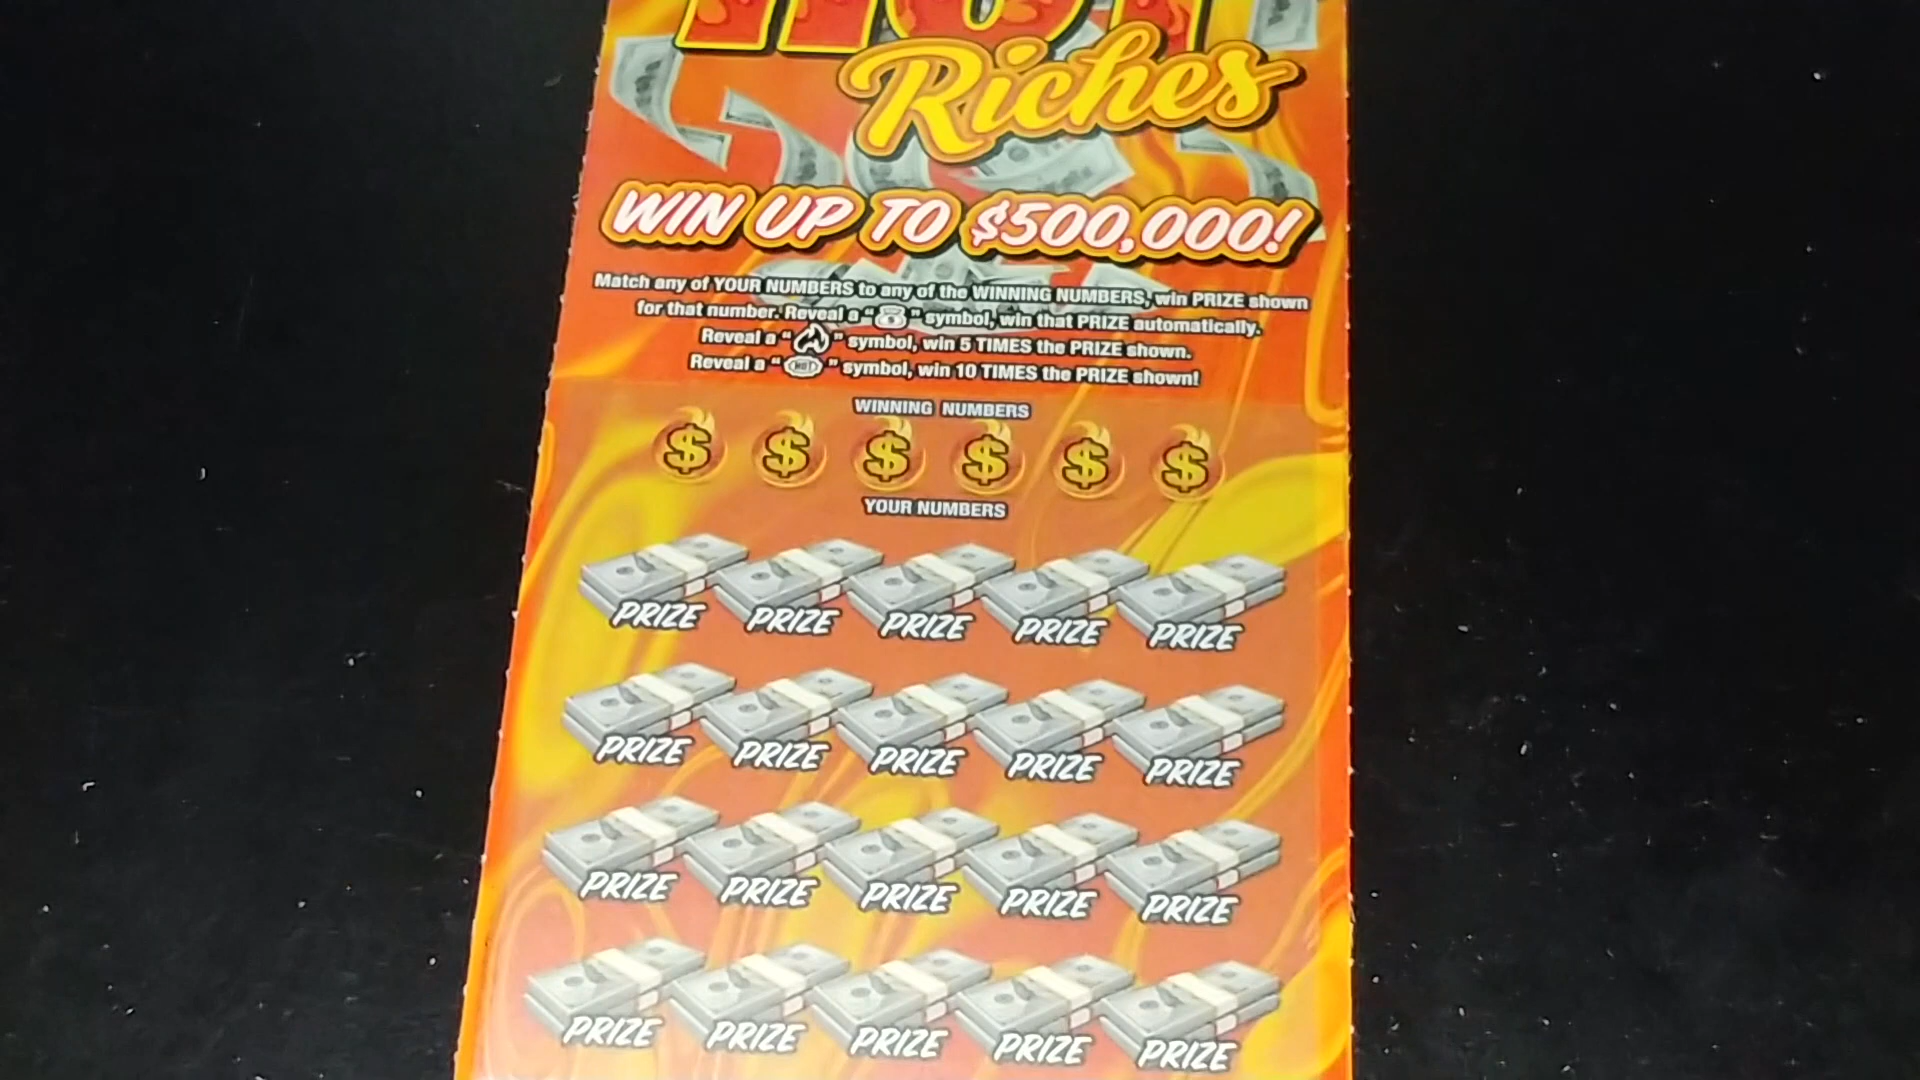 HOT
Riches
WIN UP TO $500,000!
Match any of YOUR NUMBERS to any of the WINNING NUMBERS, win PRIZE shown
for that number. Reveal a " " symbol, win that PRIZE automatically.
Reveal a " " symbol, win 5 TIMES the PRIZE shown.
Reveal a "HOT" symbol, win 10 TIMES the PRIZE shown!
WINNING NUMBERS
$ $ $ $ $ $
YOUR NUMBERS
PRIZE PRIZE PRIZE PRIZE PRIZE
PRIZE PRIZE PRIZE PRIZE PRIZE
PRIZE PRIZE PRIZE PRIZE PRIZE
PRIZE PRIZE PRIZE PRIZE PRIZE